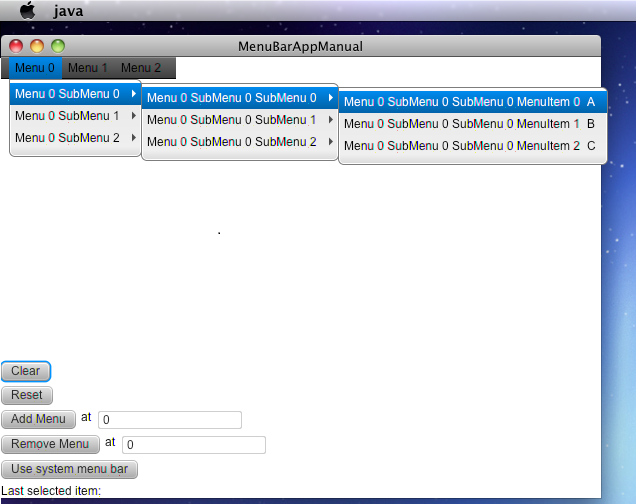 java
MenuBarAppManual
Menu 0 Menu 1 Menu 2
Menu 0 SubMenu 0
Menu 0 SubMenu 1
Menu 0 SubMenu 2
Menu 0 SubMenu 0 SubMenu 0
Menu 0 SubMenu 0 SubMenu 1
Menu 0 SubMenu 0 SubMenu 2
Menu 0 SubMenu 0 SubMenu 0 MenuItem 0 A
Menu 0 SubMenu 0 SubMenu 0 MenuItem 1 B
Menu 0 SubMenu 0 SubMenu 0 MenuItem 2 C
.
Clear
Reset
Add Menu at 0
Remove Menu at 0
Use system menu bar
Last selected item: